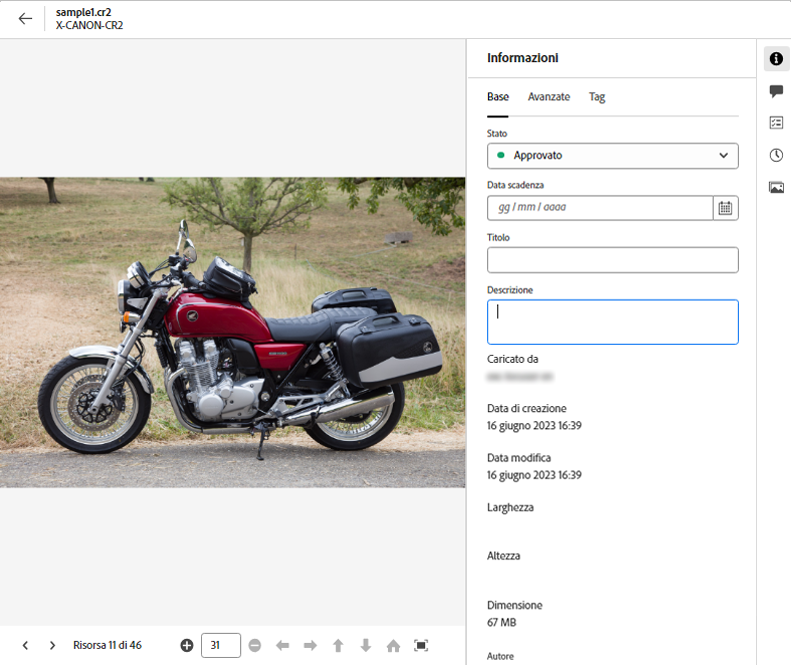 sample1.cr2
X-CANON-CR2
Informazioni
Base Avanzate Tag
Stato
Approvato
Data scadenza
gg / mm / aaaa
Titolo
Descrizione
Caricato da
Data di creazione
16 giugno 2023 16:39
Data modifica
16 giugno 2023 16:39
Larghezza
Altezza
Dimensione
67 MB
Autore
Risorsa 11 di 46
31